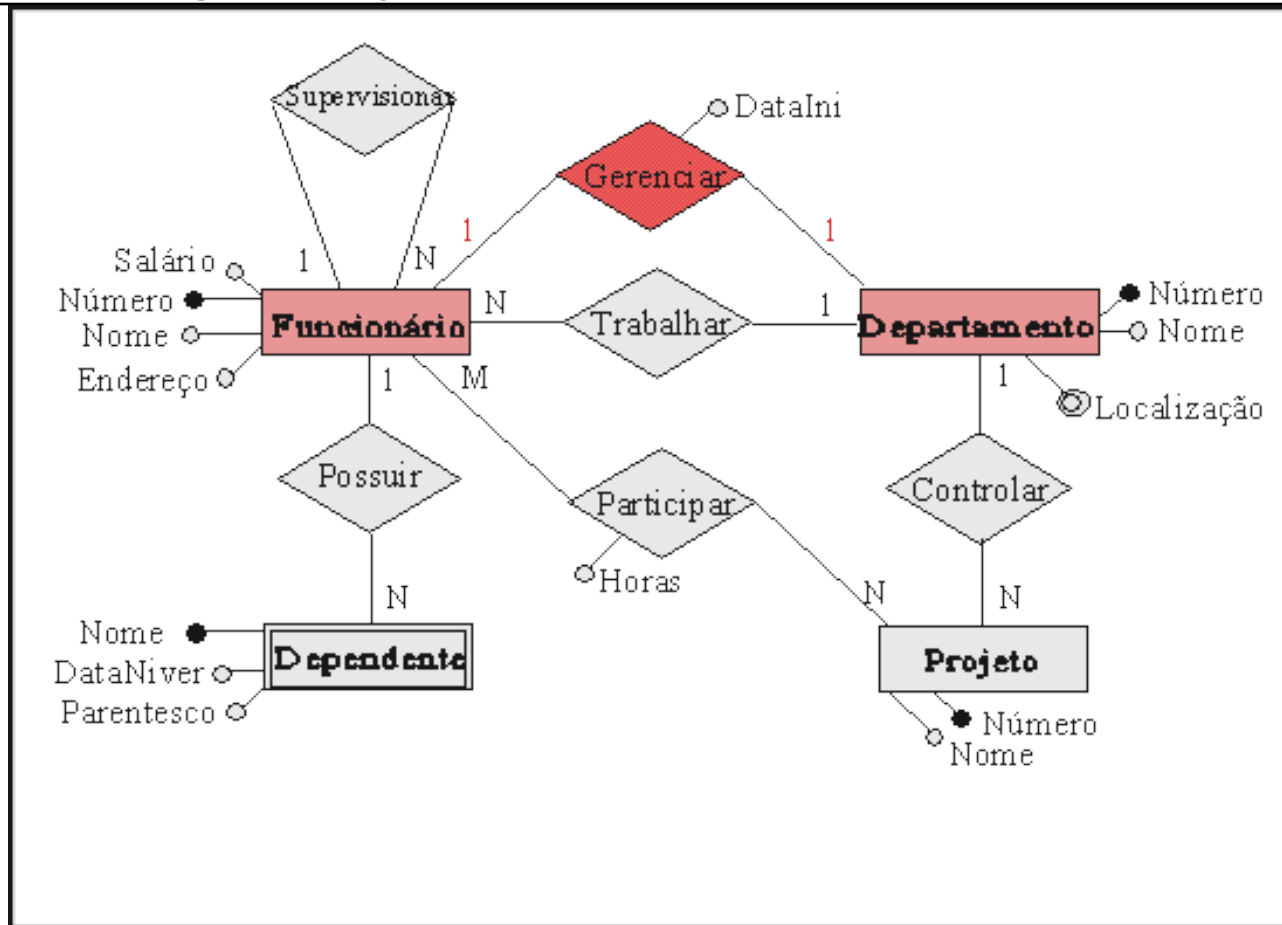 Supervisionar
DataIni
Gerenciar
1
1
Salário
1
N
Número
Nome
Endereço
Funcionário
N
Trabalhar
1
Departamento
Número
Nome
Localização
1
M
1
Possuir
Participar
Horas
Controlar
N
N
N
Nome
DataNiver
Parentesco
Dependente
Projeto
Número
Nome